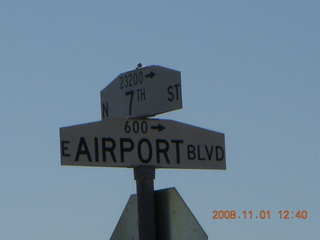 23200 →
N 7TH ST
600 →
E AIRPORT BLVD
2008.11.01 12:40